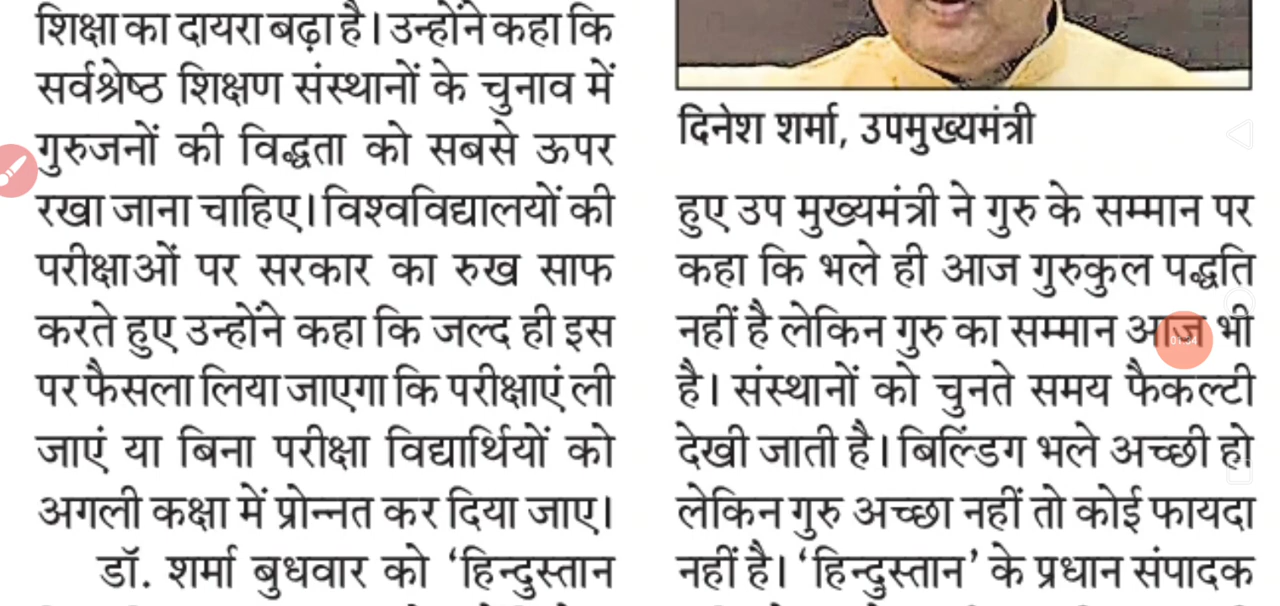 शिक्षा का दायरा बढ़ा है। उन्होंने कहा कि
सर्वश्रेष्ठ शिक्षण संस्थानों के चुनाव में
गुरुजनों की विद्धता को सबसे ऊपर
रखा जाना चाहिए। विश्वविद्यालयों की
परीक्षाओं पर सरकार का रुख साफ
करते हुए उन्होंने कहा कि जल्द ही इस
पर फैसला लिया जाएगा कि परीक्षाएं ली
जाएं या बिना परीक्षा विद्यार्थियों को
अगली कक्षा में प्रोन्नत कर दिया जाए।
डॉ. शर्मा बुधवार को ‘हिन्दुस्तान
दिनेश शर्मा, उपमुख्यमंत्री
हुए उप मुख्यमंत्री ने गुरु के सम्मान पर
कहा कि भले ही आज गुरुकुल पद्धति
नहीं है लेकिन गुरु का सम्मान आज भी
है। संस्थानों को चुनते समय फैकल्टी
देखी जाती है। बिल्डिंग भले अच्छी हो
लेकिन गुरु अच्छा नहीं तो कोई फायदा
नहीं है। ‘हिन्दुस्तान’ के प्रधान संपादक